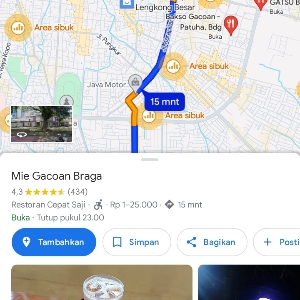 GATSU B
Lengkong Besar
Bakso Gacoan -
Patuha, Bdg
Buka
Area sibuk
Jl. Pungkur
Area sibuk
Java Motor
15 mnt
Area sibuk
Mie Gacoan Braga
4,3 (434)
Restoran Cepat Saji · · Rp 1–25.000 · 15 mnt
Buka · Tutup pukul 23.00
Tambahkan
Simpan
Bagikan
Posti